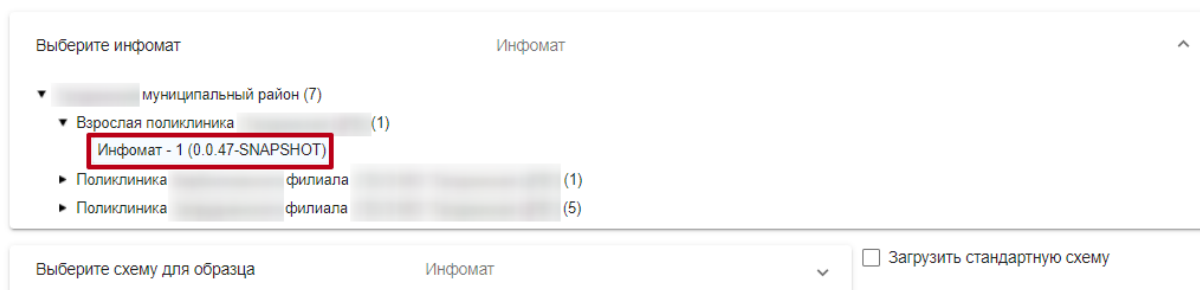 Выберите инфомат Инфомат
муниципальный район (7)
Взрослая поликлиника (1)
Инфомат - 1 (0.0.47-SNAPSHOT)
Поликлиника филиала (1)
Поликлиника филиала (5)
Выберите схему для образца Инфомат Загрузить стандартную схему